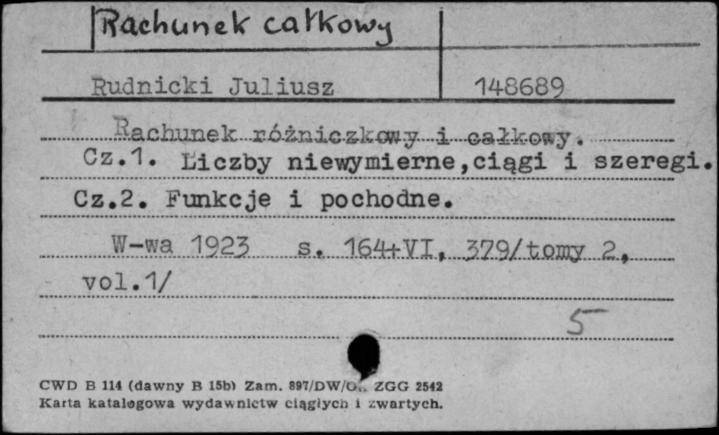 Rachunek całkowy
Rudnicki Juliusz 148689
Rachunek różniczkowy i całkowy.
Cz.1. Liczby niewymierne,ciągi i szeregi.
Cz.2. Funkcje i pochodne.
W-wa 1923 s. 164+VI, 379/tomy 2,
vol.1/
5
CWD B 114 (dawny B 15b) Zam. 897/DW/ ZGG 2542
Karta katalogowa wydawnictw ciągłych i zwartych.